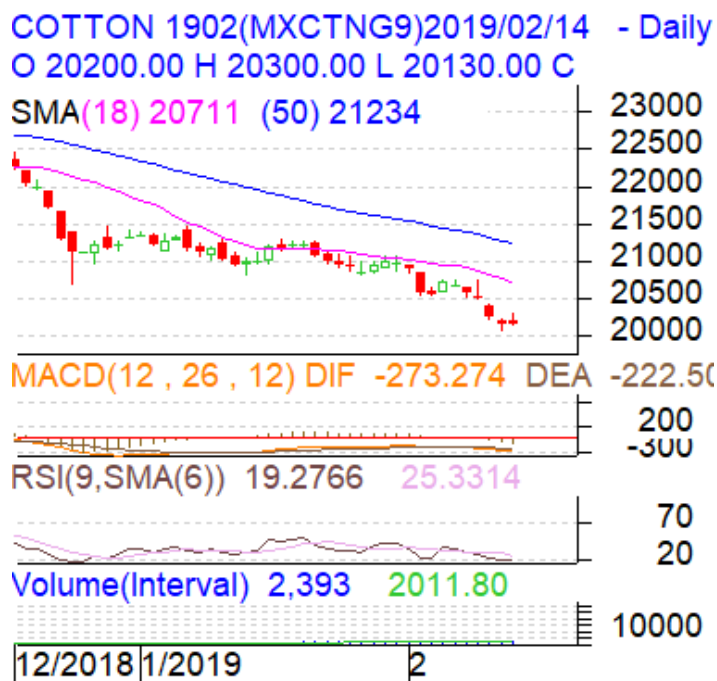 COTTON 1902(MXCTNG9)2019/02/14 - Daily
O 20200.00 H 20300.00 L 20130.00 C
SMA(18) 20711 (50) 21234
23000
22500
22000
21500
21000
20500
20000
MACD(12 , 26 , 12) DIF -273.274 DEA -222.50
200
-300
RSI(9,SMA(6)) 19.2766 25.3314
70
20
Volume(Interval) 2,393 2011.80
10000
12/2018 1/2019 2